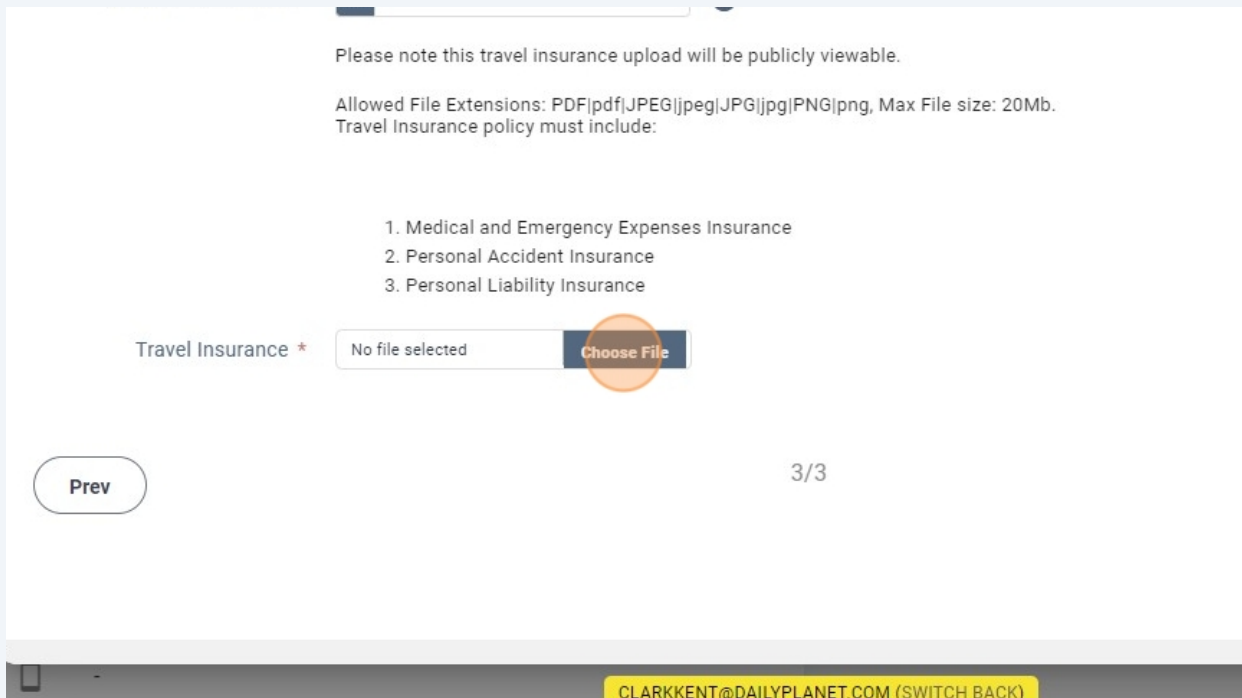 Please note this travel insurance upload will be publicly viewable.
Allowed File Extensions: PDF|pdf|JPEG|jpeg|JPG|jpg|PNG|png, Max File size: 20Mb.
Travel Insurance policy must include:
1. Medical and Emergency Expenses Insurance
2. Personal Accident Insurance
3. Personal Liability Insurance
Travel Insurance * No file selected Choose File
3/3
Prev
-
CLARKKENT@DAILYPLANET.COM (SWITCH BACK)